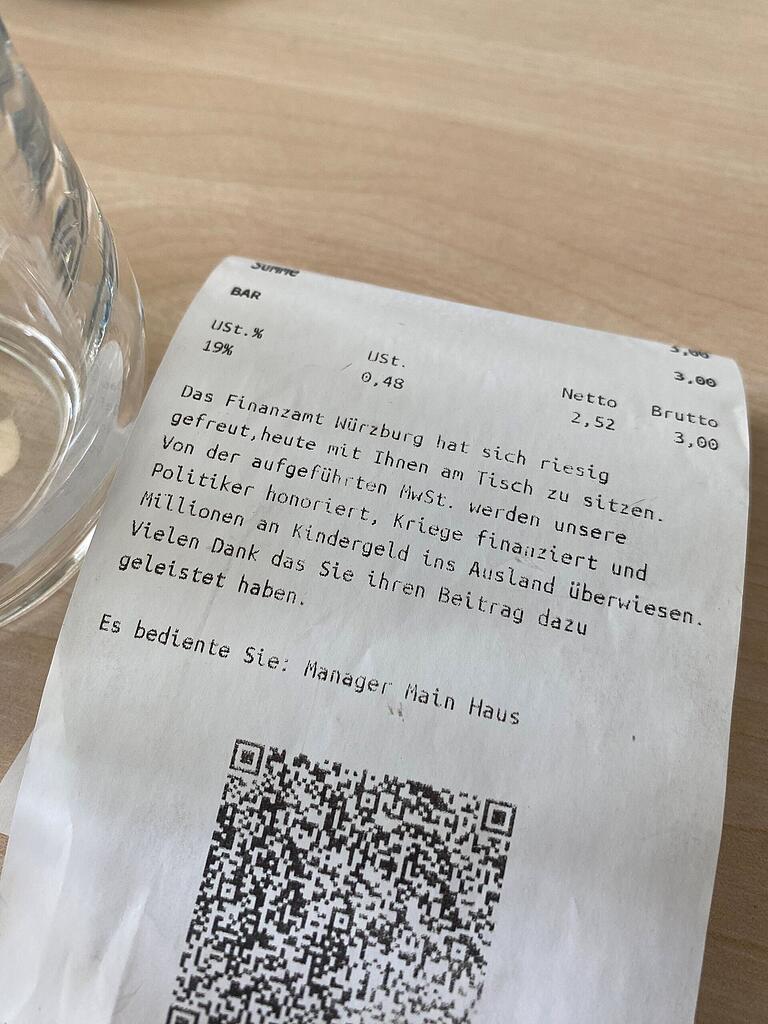 Summe 3,00
BAR 3,00
USt.% USt. Netto Brutto
19% 0,48 2,52 3,00
Das Finanzamt Würzburg hat sich riesig
gefreut,heute mit Ihnen am Tisch zu sitzen.
Von der aufgeführten MwSt. werden unsere
Politiker honoriert, Kriege finanziert und
Millionen an Kindergeld ins Ausland überwiesen.
Vielen Dank das Sie ihren Beitrag dazu
geleistet haben.
Es bediente Sie: Manager Main Haus